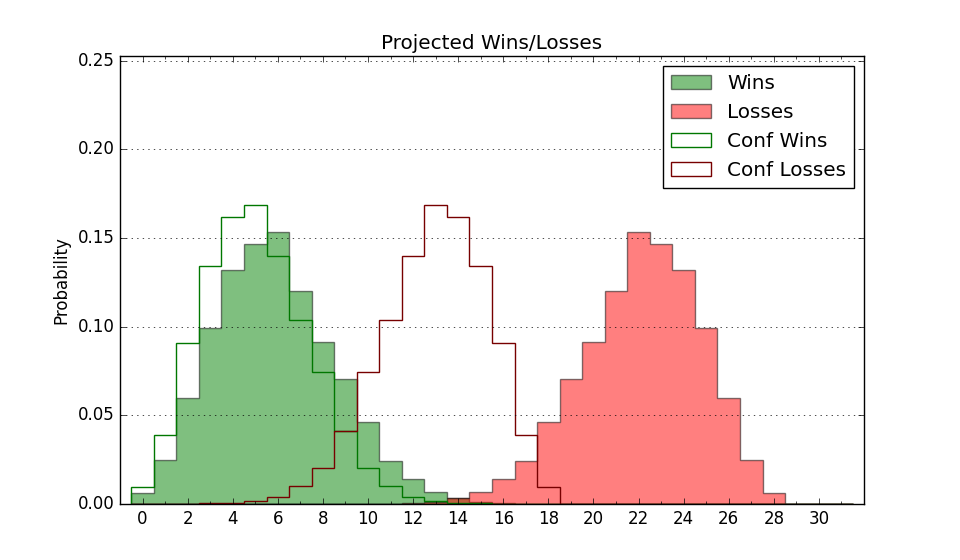 Projected Wins/Losses
0.25
0.20
0.15
0.10
0.05
0.00
Probability
Wins
Losses
Conf Wins
Conf Losses
0 2 4 6 8 10 12 14 16 18 20 22 24 26 28 30